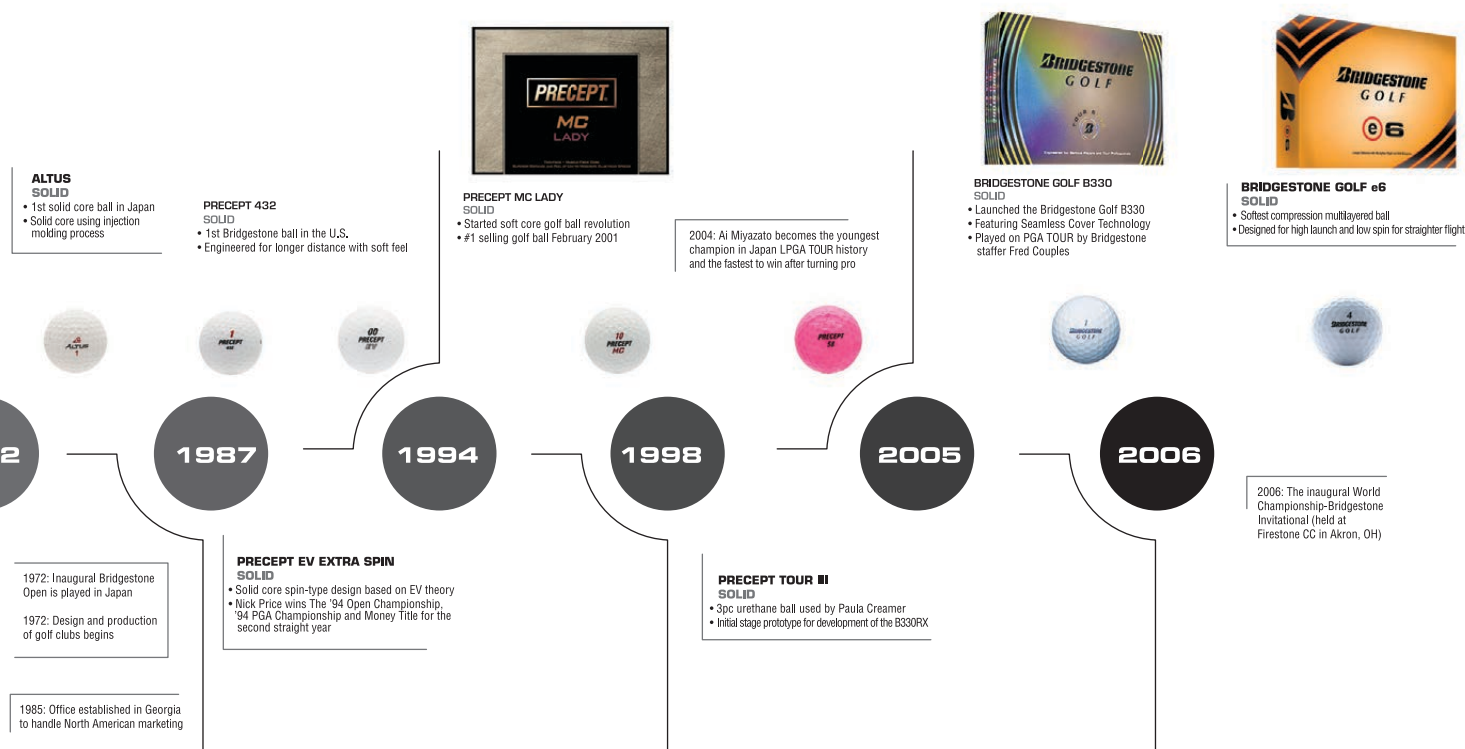 PRECEPT.
MC
LADY
BRIDGESTONE
GOLF
BRIDGESTONE
GOLF
e6
ALTUS
SOLID
• 1st solid core ball in Japan
• Solid core using injection
molding process
PRECEPT 432
SOLID
• 1st Bridgestone ball in the U.S.
• Engineered for longer distance with soft feel
PRECEPT MC LADY
SOLID
• Started soft core golf ball revolution
• #1 selling golf ball February 2001
2004: Ai Miyazato becomes the youngest
champion in Japan LPGA TOUR history
and the fastest to win after turning pro
BRIDGESTONE GOLF B330
SOLID
• Launched the Bridgestone Golf B330
• Featuring Seamless Cover Technology
• Played on PGA TOUR by Bridgestone
staffer Fred Couples
BRIDGESTONE GOLF e6
SOLID
• Softest compression multilayered ball
• Designed for high launch and low spin for straighter flight
ALTUS
1
1
PRECEPT
432
00
PRECEPT
EV
10
PRECEPT
MC
PRECEPT
1
BRIDGESTONE
GOLF
4
BRIDGESTONE
GOLF
2
1987
1994
1998
2005
2006
1972: Inaugural Bridgestone
Open is played in Japan
1972: Design and production
of golf clubs begins
1985: Office established in Georgia
to handle North American marketing
PRECEPT EV EXTRA SPIN
SOLID
• Solid core spin-type design based on EV theory
• Nick Price wins The '94 Open Championship,
'94 PGA Championship and Money Title for the
second straight year
PRECEPT TOUR III
SOLID
• 3pc urethane ball used by Paula Creamer
• Initial stage prototype for development of the B330RX
2006: The inaugural World
Championship-Bridgestone
Invitational (held at
Firestone CC in Akron, OH)